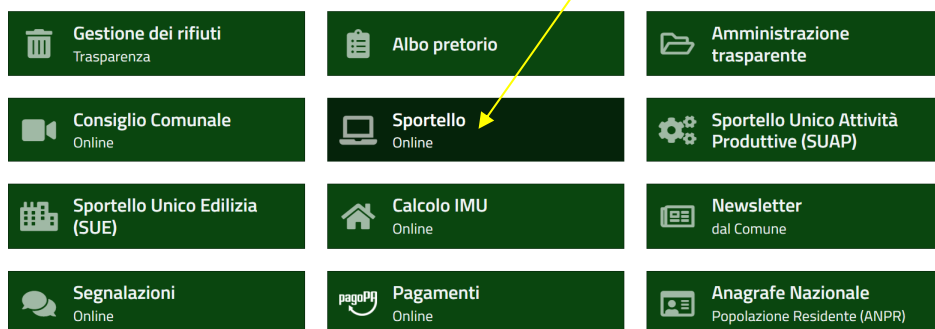 Gestione dei rifiuti
Trasparenza
Albo pretorio
Amministrazione
trasparente
Consiglio Comunale
Online
Sportello
Online
Sportello Unico Attività
Produttive (SUAP)
Sportello Unico Edilizia
(SUE)
Calcolo IMU
Online
Newsletter
dal Comune
Segnalazioni
Online
pagoPA
Pagamenti
Online
Anagrafe Nazionale
Popolazione Residente (ANPR)